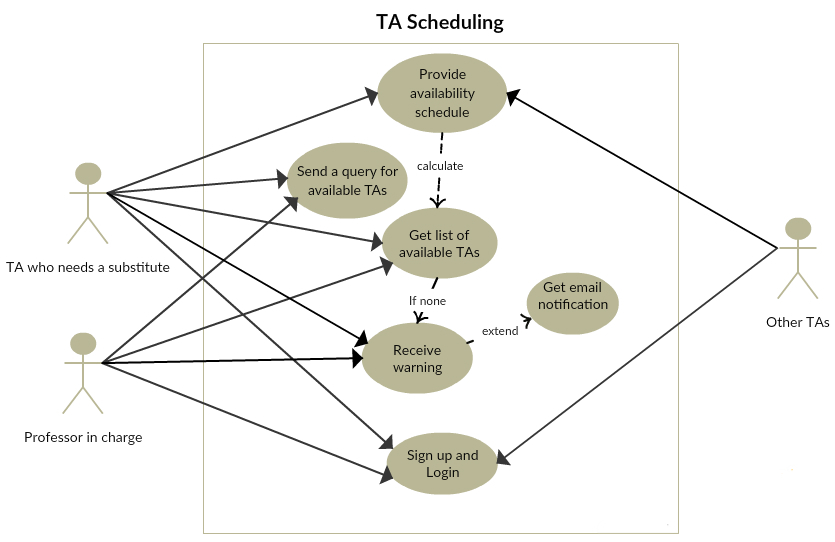 TA Scheduling
Provide
availability
schedule
calculate
Send a query for
available TAs
Get list of
available TAs
TA who needs a substitute
Get email
notification
If none
extend
Other TAs
Receive
warning
Professor in charge
Sign up and
Login